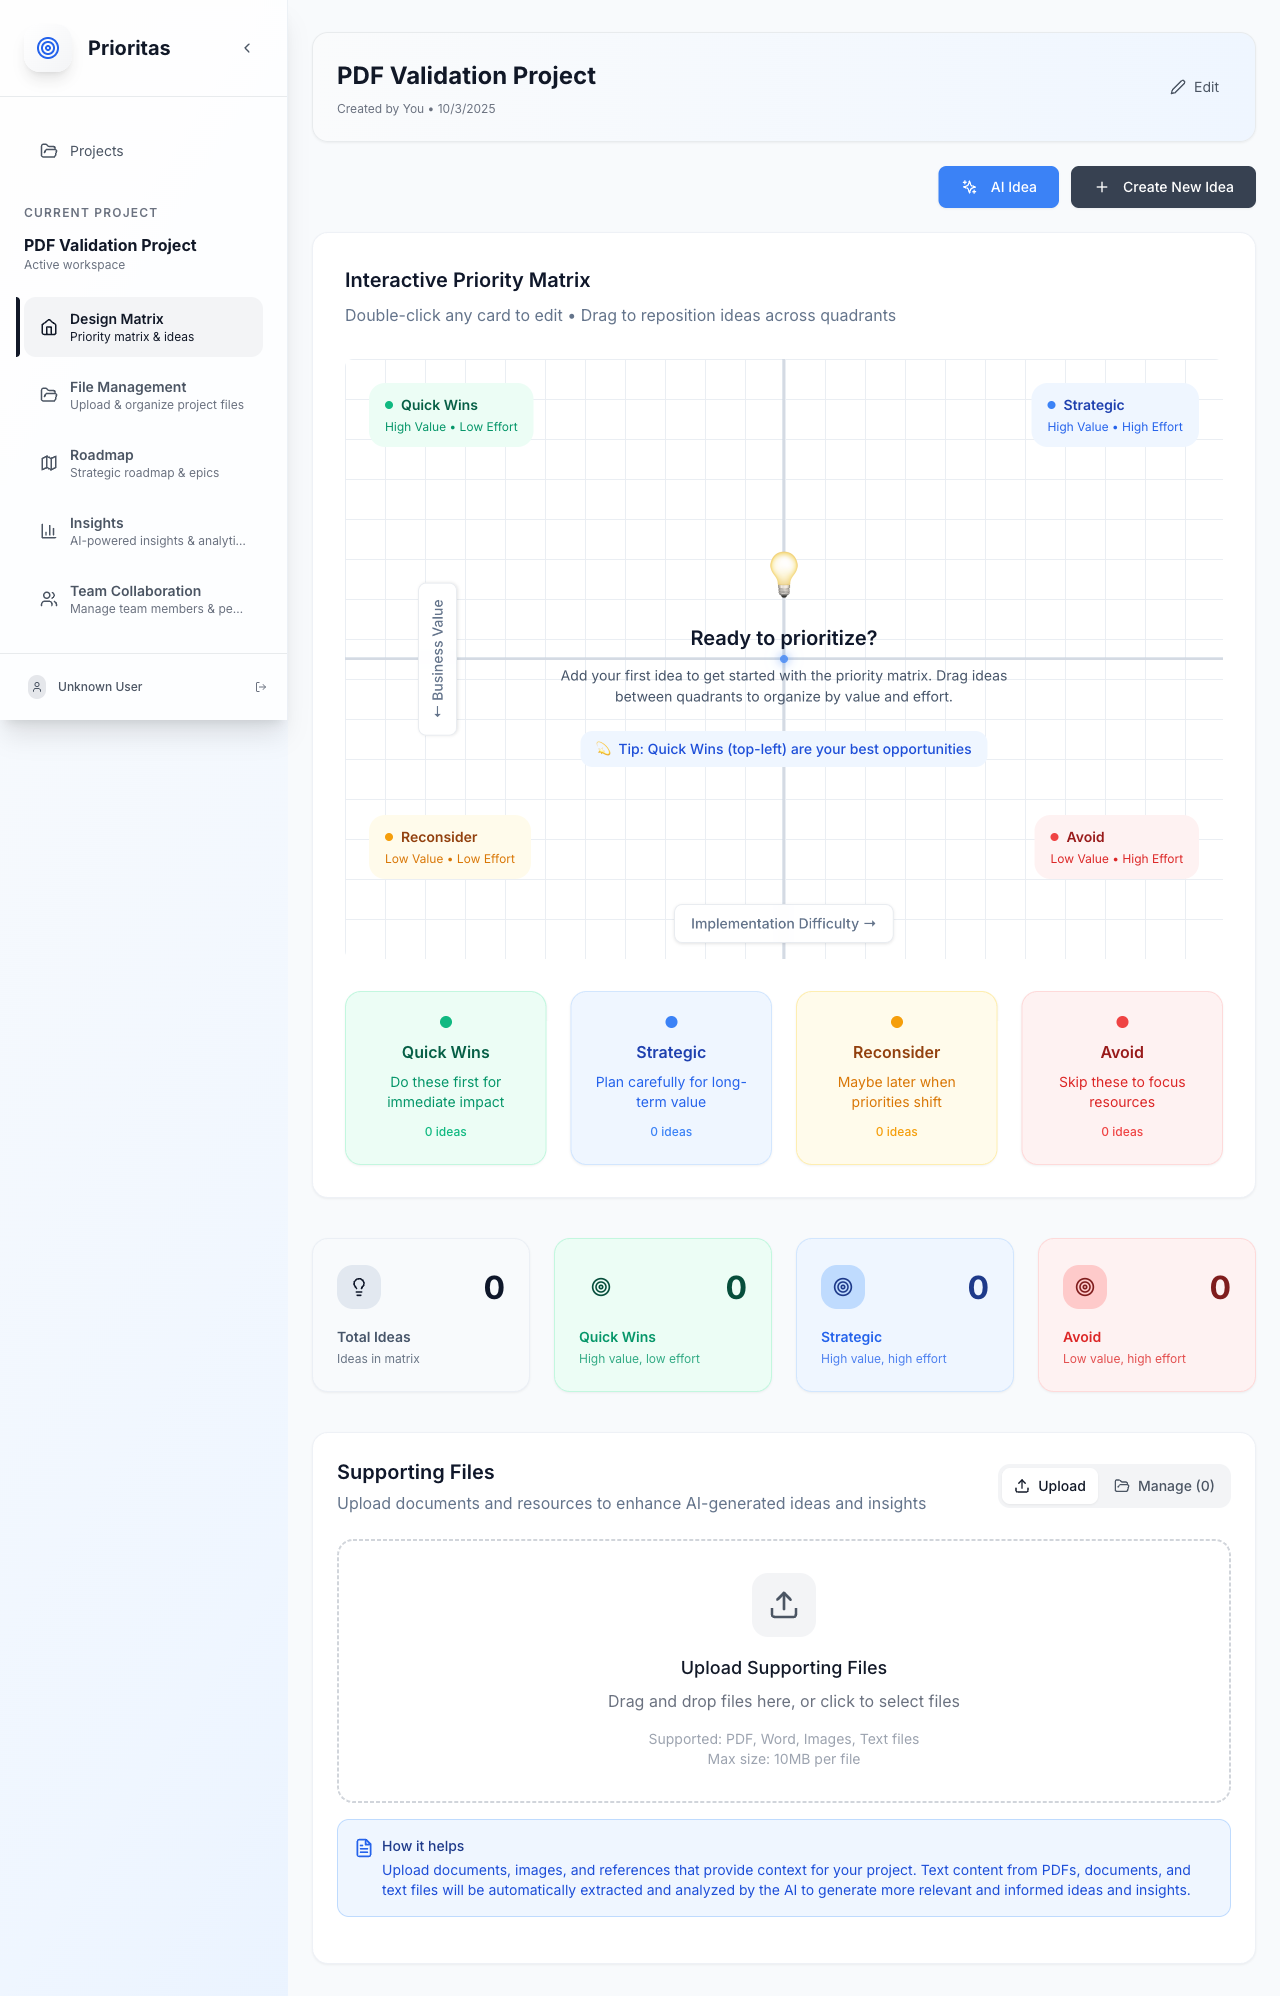 Prioritas
Projects
CURRENT PROJECT
PDF Validation Project
Active workspace
Design Matrix
Priority matrix & ideas
File Management
Upload & organize project files
Roadmap
Strategic roadmap & epics
Insights
AI-powered insights & analyti...
Team Collaboration
Manage team members & pe...
Unknown User
PDF Validation Project
Created by You • 10/3/2025
Edit
AI Idea
Create New Idea
Interactive Priority Matrix
Double-click any card to edit • Drag to reposition ideas across quadrants
Quick Wins
High Value • Low Effort
Strategic
High Value • High Effort
← Business Value
Ready to prioritize?
Add your first idea to get started with the priority matrix. Drag ideas
between quadrants to organize by value and effort.
💫 Tip: Quick Wins (top-left) are your best opportunities
Reconsider
Low Value • Low Effort
Avoid
Low Value • High Effort
Implementation Difficulty →
Quick Wins
Do these first for
immediate impact
0 ideas
Strategic
Plan carefully for long-
term value
0 ideas
Reconsider
Maybe later when
priorities shift
0 ideas
Avoid
Skip these to focus
resources
0 ideas
0
Total Ideas
Ideas in matrix
0
Quick Wins
High value, low effort
0
Strategic
High value, high effort
0
Avoid
Low value, high effort
Supporting Files
Upload documents and resources to enhance AI-generated ideas and insights
Upload
Manage (0)
Upload Supporting Files
Drag and drop files here, or click to select files
Supported: PDF, Word, Images, Text files
Max size: 10MB per file
How it helps
Upload documents, images, and references that provide context for your project. Text content from PDFs, documents, and
text files will be automatically extracted and analyzed by the AI to generate more relevant and informed ideas and insights.